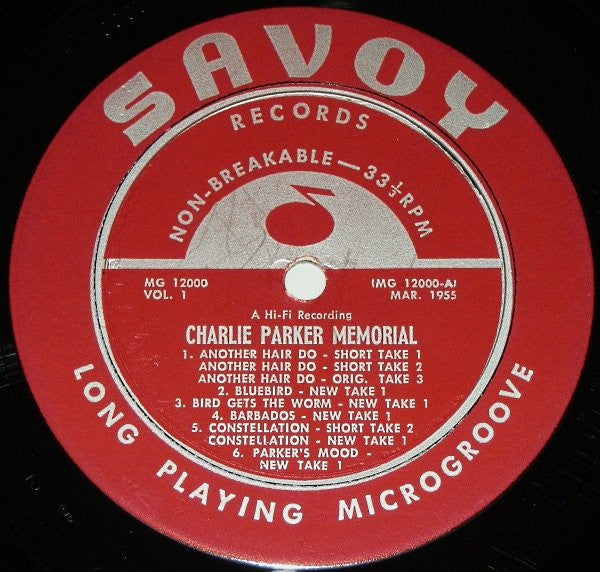 SAVOY
RECORDS
NON-BREAKABLE—33⅓RPM
MG 12000
VOL. 1
(MG 12000-A)
MAR. 1955
A Hi-Fi Recording
CHARLIE PARKER MEMORIAL
1. ANOTHER HAIR DO - SHORT TAKE 1
ANOTHER HAIR DO - SHORT TAKE 2
ANOTHER HAIR DO - ORIG. TAKE 3
2. BLUEBIRD - NEW TAKE 1
3. BIRD GETS THE WORM - NEW TAKE 1
4. BARBADOS - NEW TAKE 1
5. CONSTELLATION - SHORT TAKE 2
CONSTELLATION - NEW TAKE 1
6. PARKER'S MOOD -
NEW TAKE 1
LONG PLAYING MICROGROOVE